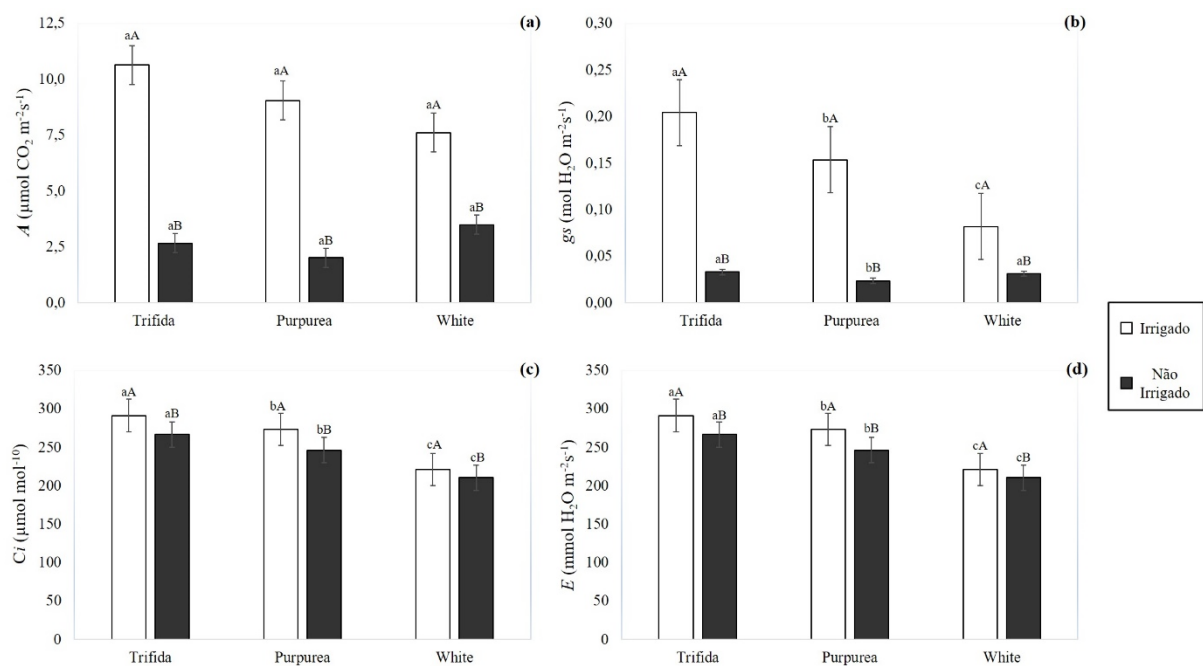 (a)
12,5
10,0
7,5
5,0
2,5
0,0
A (µmol CO₂ m⁻²s⁻¹)
aA
aB
aA
aB
aA
aB
Trifida
Purpurea
White
(b)
0,30
0,25
0,20
0,15
0,10
0,05
0,00
gs (mol H₂O m⁻²s⁻¹)
aA
aB
bA
bB
cA
aB
Trifida
Purpurea
White
Irrigado
Não
Irrigado
(c)
350
300
250
200
150
100
50
0
Ci (µmol mol⁻¹⁰)
aA
aB
bA
bB
cA
cB
Trifida
Purpurea
White
(d)
350
300
250
200
150
100
50
0
E (mmol H₂O m⁻²s⁻¹)
aA
aB
bA
bB
cA
cB
Trifida
Purpurea
White